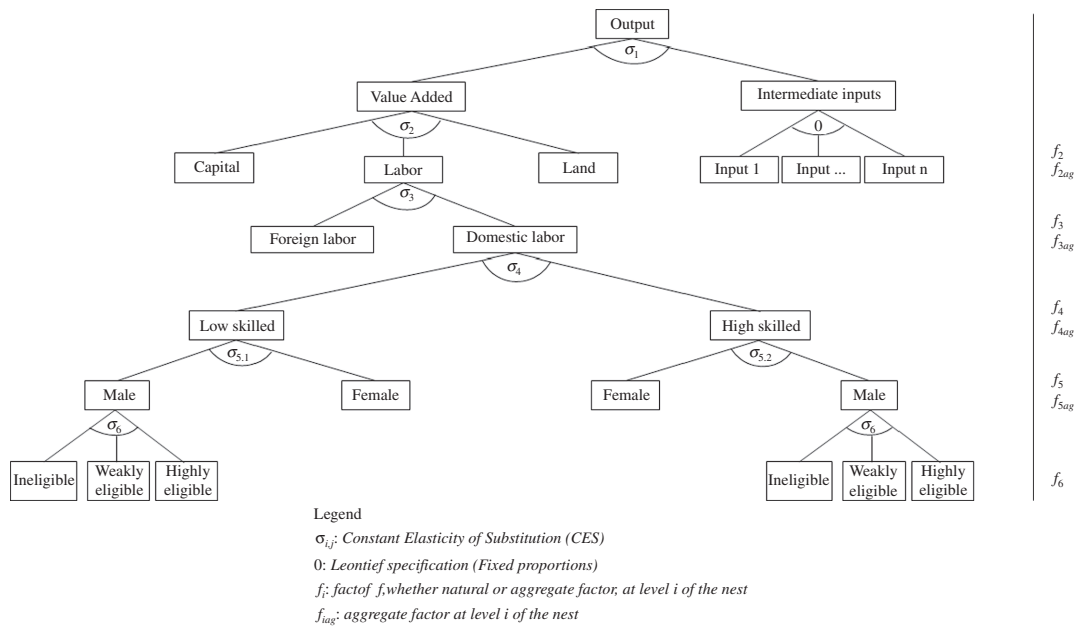 Output
σ1
Value Added
Intermediate inputs
σ2
0
Capital
Labor
Land
Input 1
Input ...
Input n
f2
f2ag
σ3
Foreign labor
Domestic labor
f3
f3ag
σ4
Low skilled
High skilled
f4
f4ag
σ5.1
σ5.2
Male
Female
Female
Male
f5
f5ag
σ6
σ6
Ineligible
Weakly
eligible
Highly
eligible
Ineligible
Weakly
eligible
Highly
eligible
f6
Legend
σi,j: Constant Elasticity of Substitution (CES)
0: Leontief specification (Fixed proportions)
fi: factof f,whether natural or aggregate factor, at level i of the nest
fiag: aggregate factor at level i of the nest